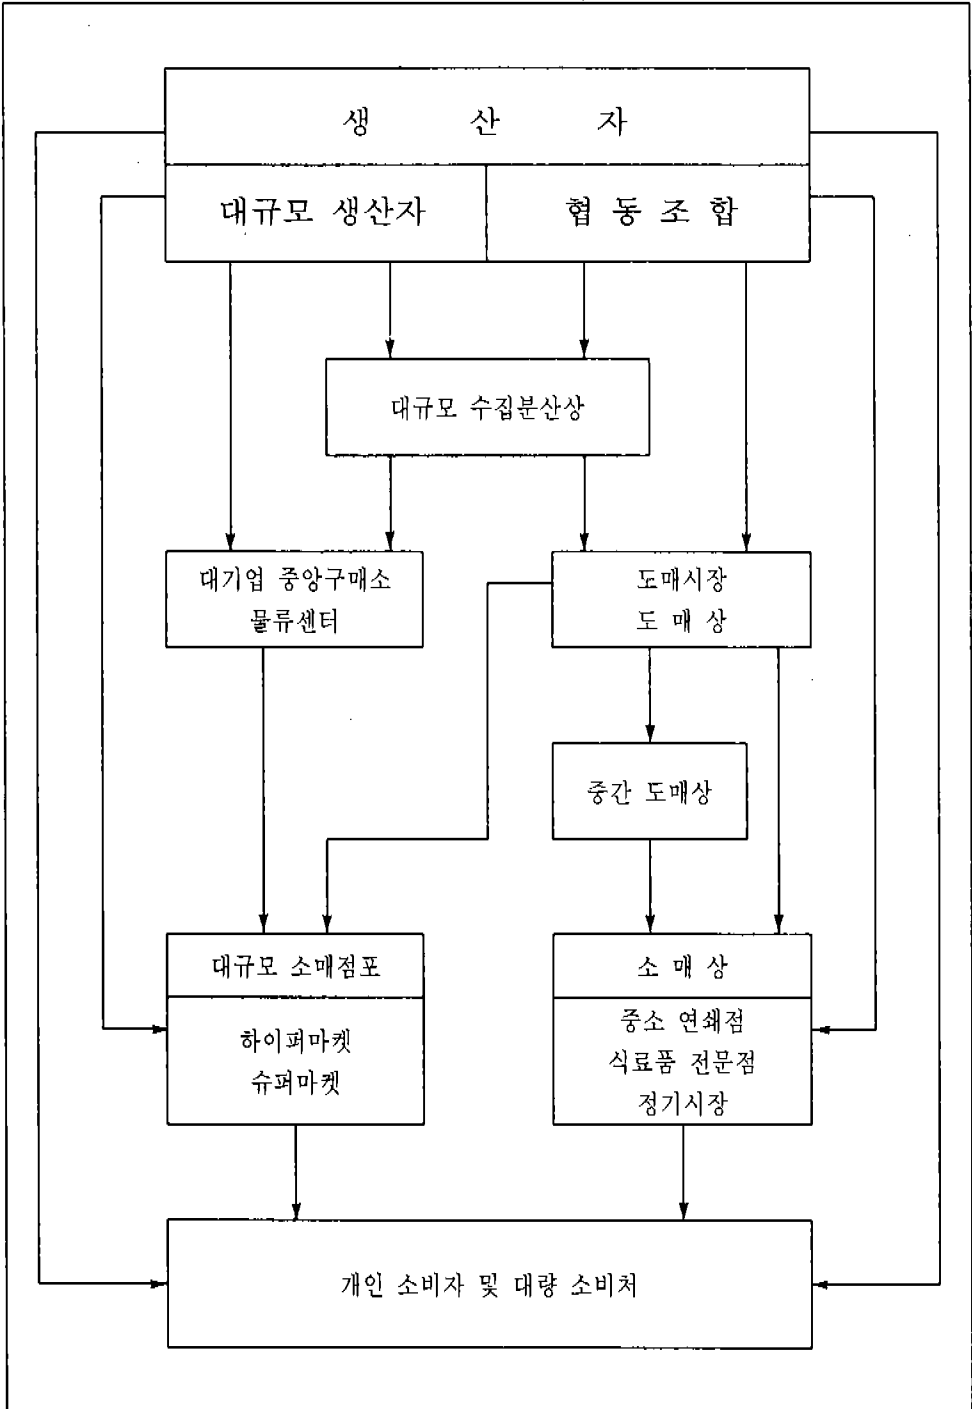 생 산 자
대규모 생산자
협 동 조 합
대규모 수집분산상
대기업 중앙구매소
물류센터
도매시장
도 매 상
중간 도매상
대규모 소매점포
하이퍼마켓
슈퍼마켓
소 매 상
중소 연쇄점
식료품 전문점
정기시장
개인 소비자 및 대량 소비처